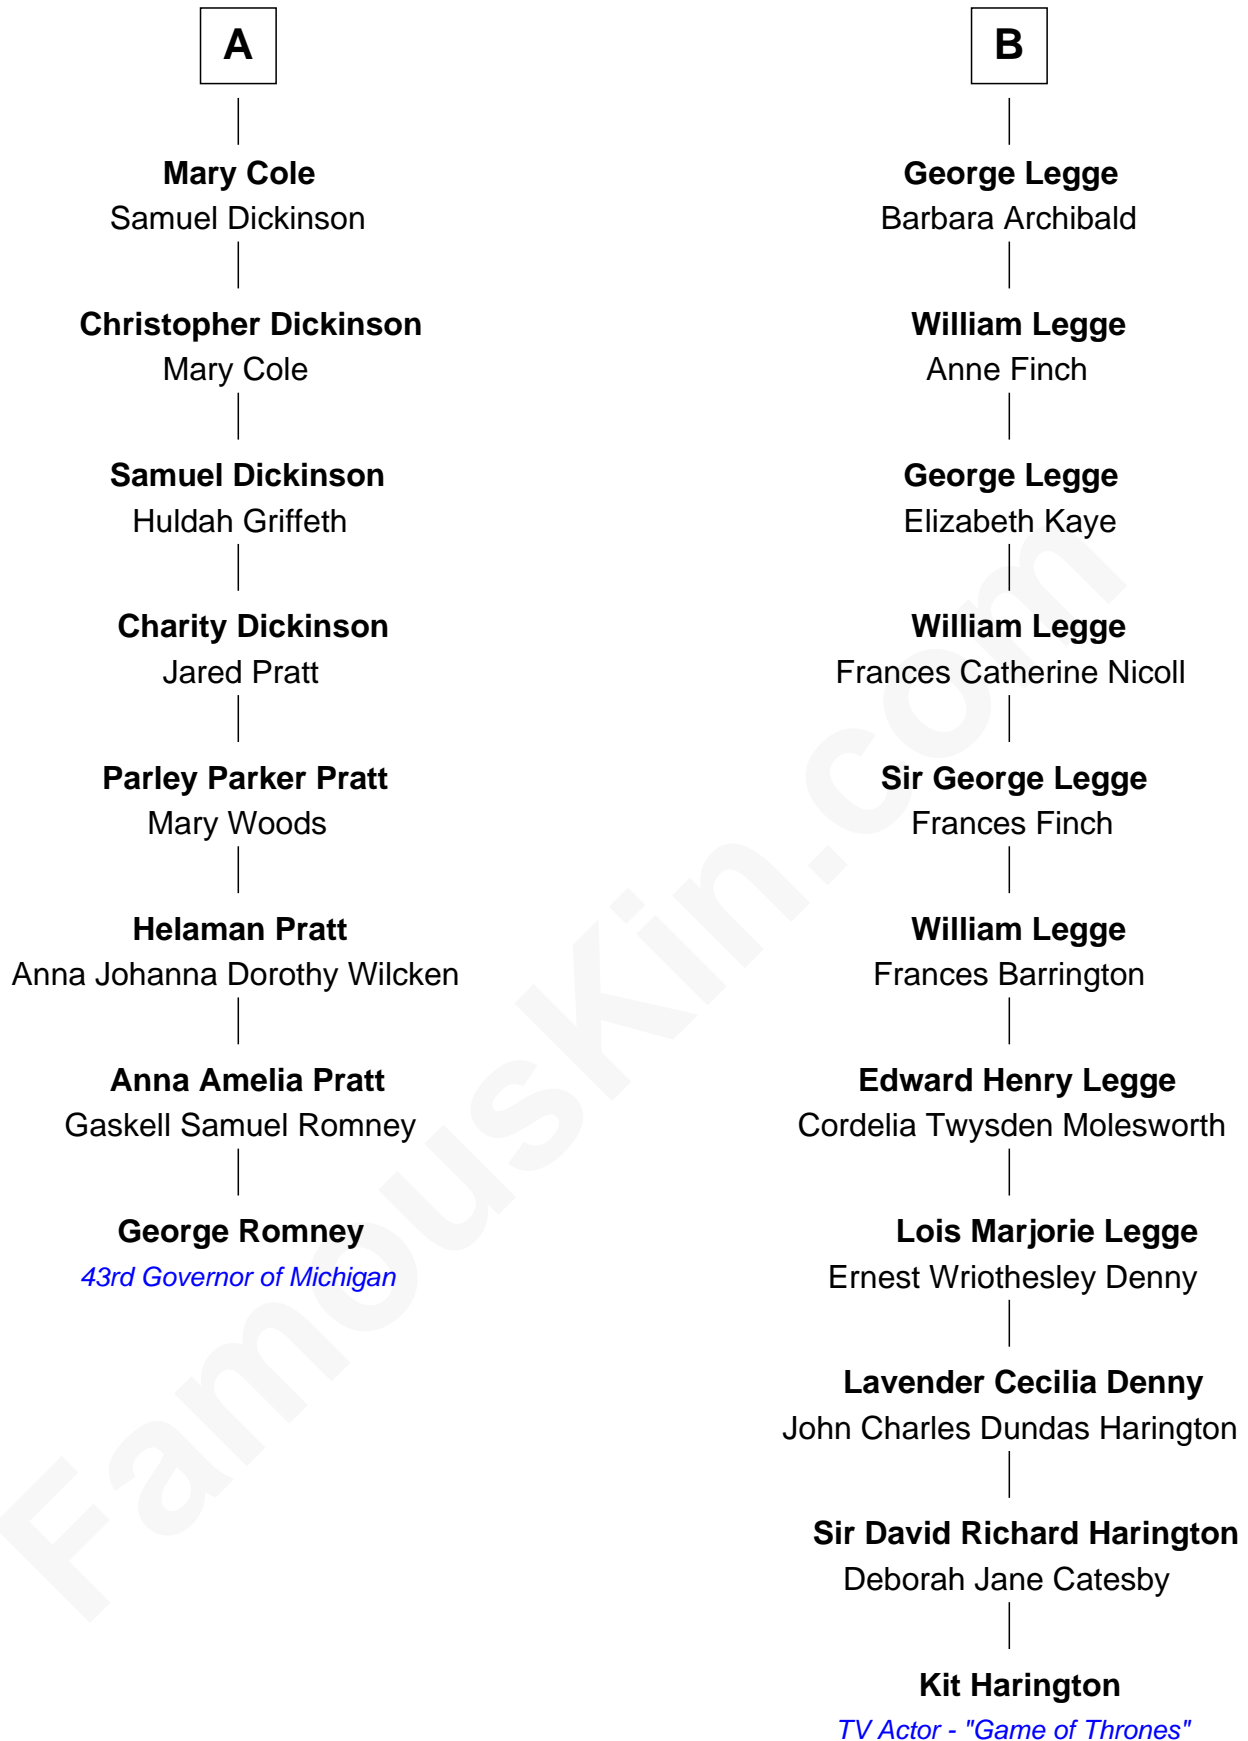 A
Mary Cole
Samuel Dickinson
Christopher Dickinson
Mary Cole
Samuel Dickinson
Huldah Griffeth
Charity Dickinson
Jared Pratt
Parley Parker Pratt
Mary Woods
Helaman Pratt
Anna Johanna Dorothy Wilcken
Anna Amelia Pratt
Gaskell Samuel Romney
George Romney
43rd Governor of Michigan
B
George Legge
Barbara Archibald
William Legge
Anne Finch
George Legge
Elizabeth Kaye
William Legge
Frances Catherine Nicoll
Sir George Legge
Frances Finch
William Legge
Frances Barrington
Edward Henry Legge
Cordelia Twysden Molesworth
Lois Marjorie Legge
Ernest Wriothesley Denny
Lavender Cecilia Denny
John Charles Dundas Harington
Sir David Richard Harington
Deborah Jane Catesby
Kit Harington
TV Actor - "Game of Thrones"
FamousKin.com